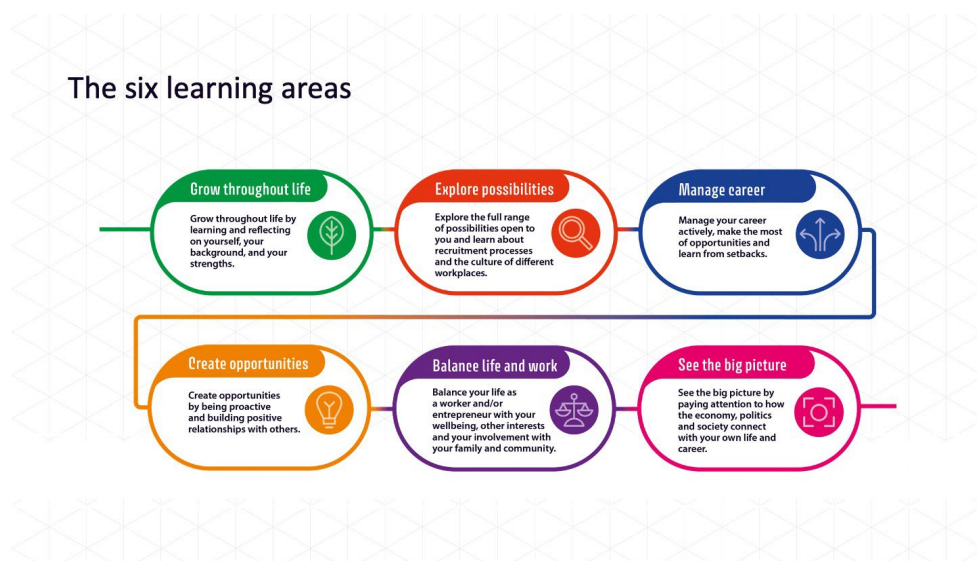 The six learning areas
Grow throughout life
Grow throughout life by
learning and reflecting
on yourself, your
background, and your
strengths.
Explore possibilities
Explore the full range
of possibilities open to
you and learn about
recruitment processes
and the culture of different
workplaces.
Manage career
Manage your career
actively, make the most
of opportunities and
learn from setbacks.
Create opportunities
Create opportunities
by being proactive
and building positive
relationships with others.
Balance life and work
Balance your life as
a worker and/or
entrepreneur with your
wellbeing, other interests
and your involvement with
your family and community.
See the big picture
See the big picture by
paying attention to how
the economy, politics
and society connect
with your own life and
career.